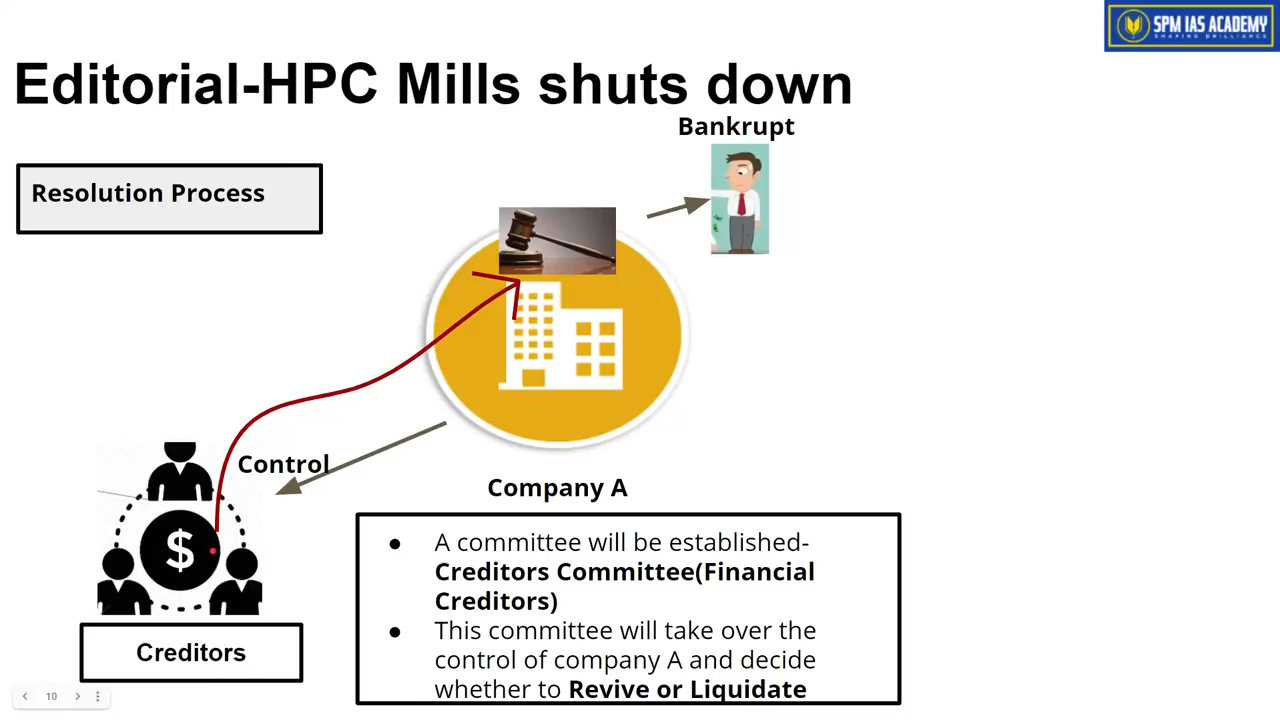 SPM IAS ACADEMY
SHAPING BRILLIANCE
Editorial-HPC Mills shuts down
Bankrupt
Resolution Process
$
Control
Company A
● A committee will be established-
Creditors Committee(Financial
Creditors)
● This committee will take over the
control of company A and decide
whether to Revive or Liquidate
Creditors
10